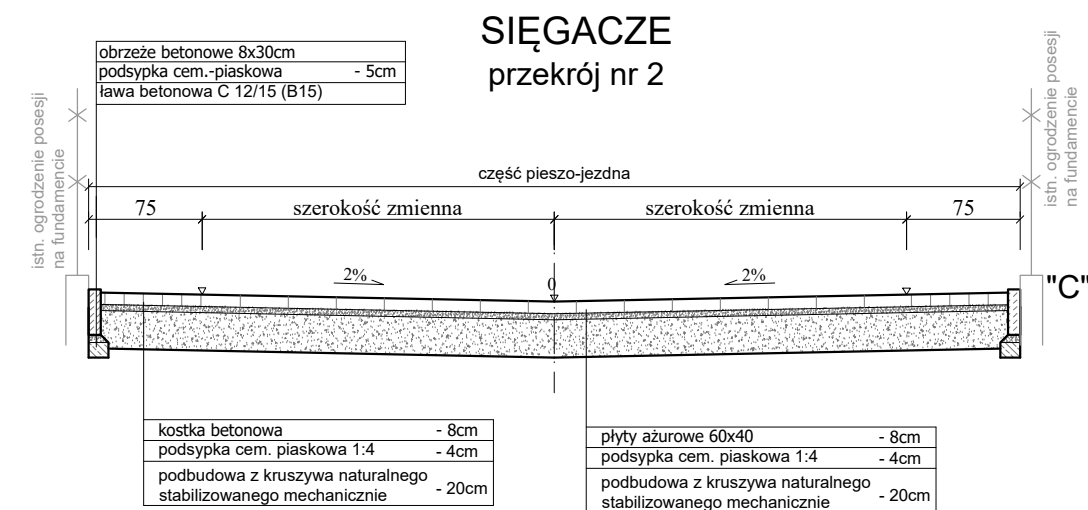 SIĘGACZE
przekrój nr 2
obrzeże betonowe 8x30cm
podsypka cem.-piaskowa - 5cm
ława betonowa C 12/15 (B15)
istn. ogrodzenie posesji
na fundamencie
istn. ogrodzenie posesji
na fundamencie
część pieszo-jezdna
75 szerokość zmienna szerokość zmienna 75
2% 0 2%
"C"
kostka betonowa - 8cm
podsypka cem. piaskowa 1:4 - 4cm
podbudowa z kruszywa naturalnego
stabilizowanego mechanicznie - 20cm
płyty ażurowe 60x40 - 8cm
podsypka cem. piaskowa 1:4 - 4cm
podbudowa z kruszywa naturalnego
stabilizowanego mechanicznie - 20cm